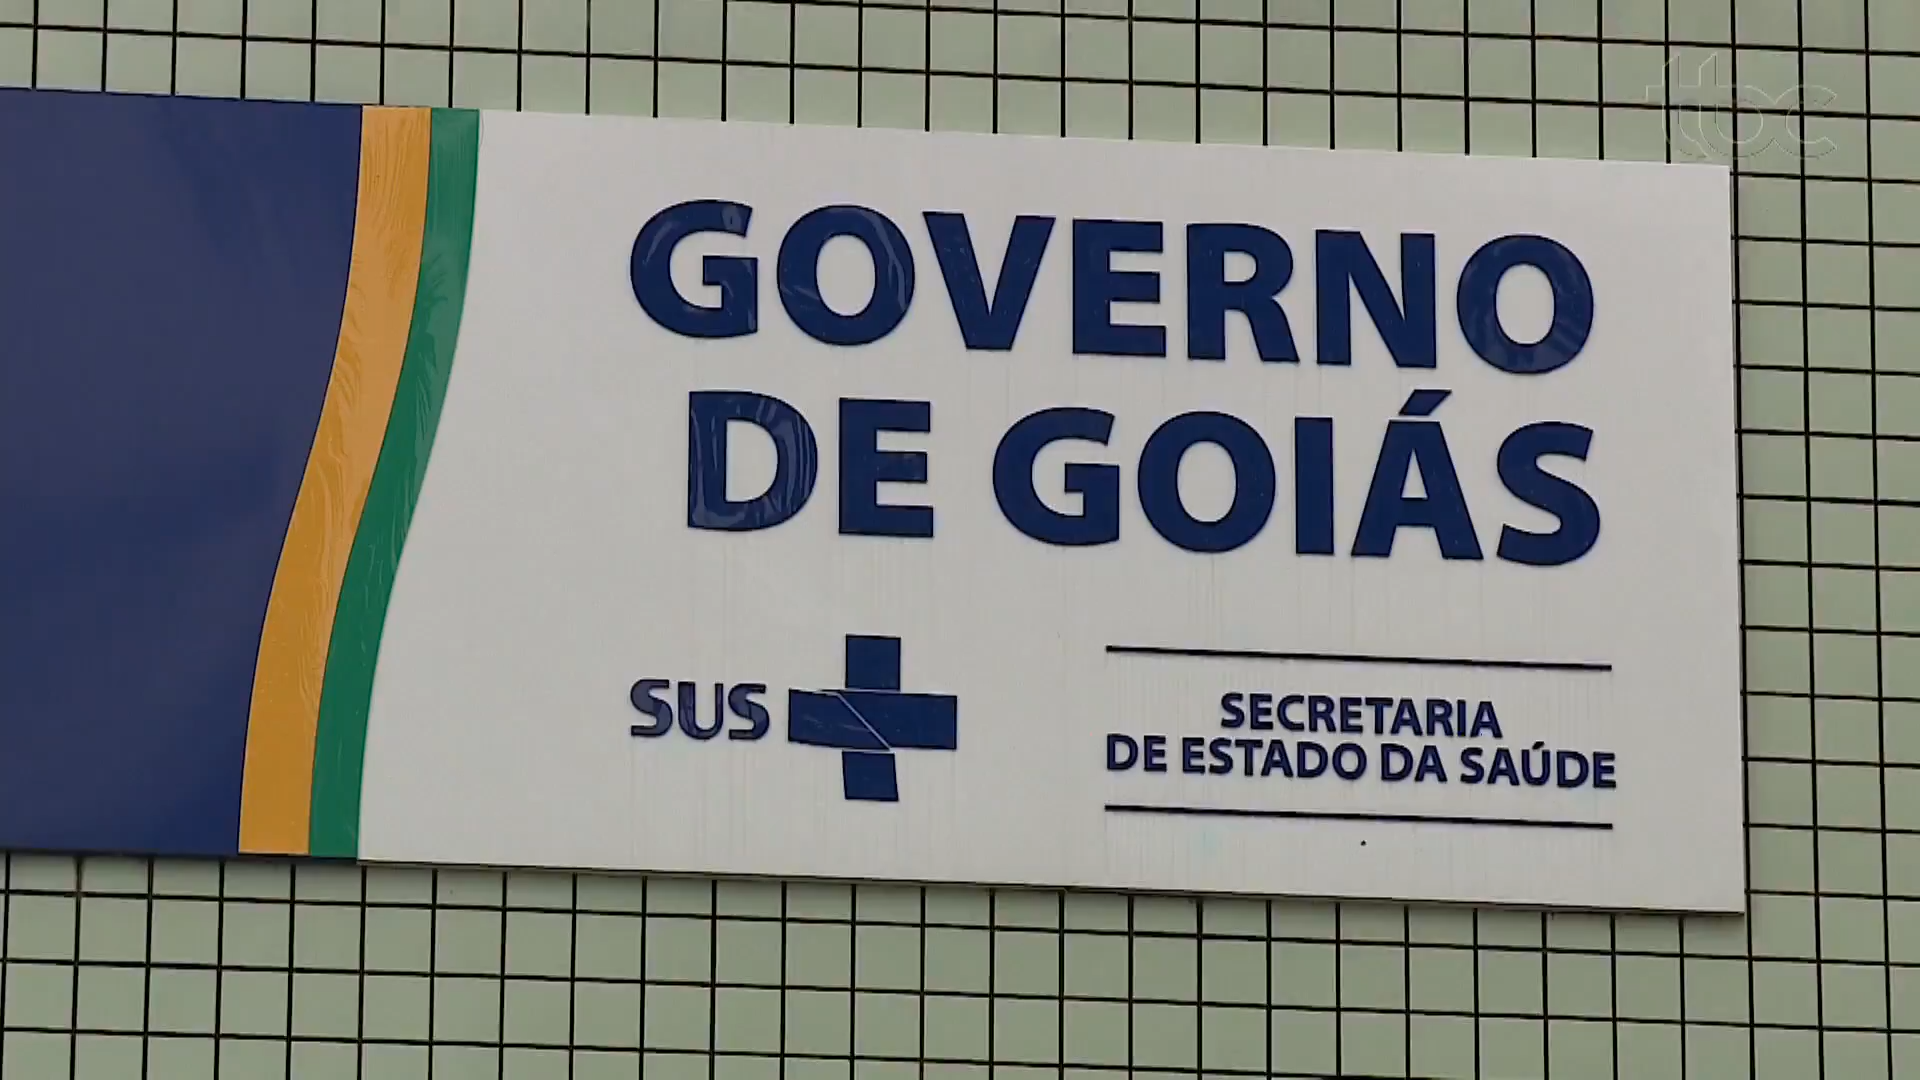 tbc
GOVERNO
DE GOIÁS
SUS
SECRETARIA
DE ESTADO DA SAÚDE